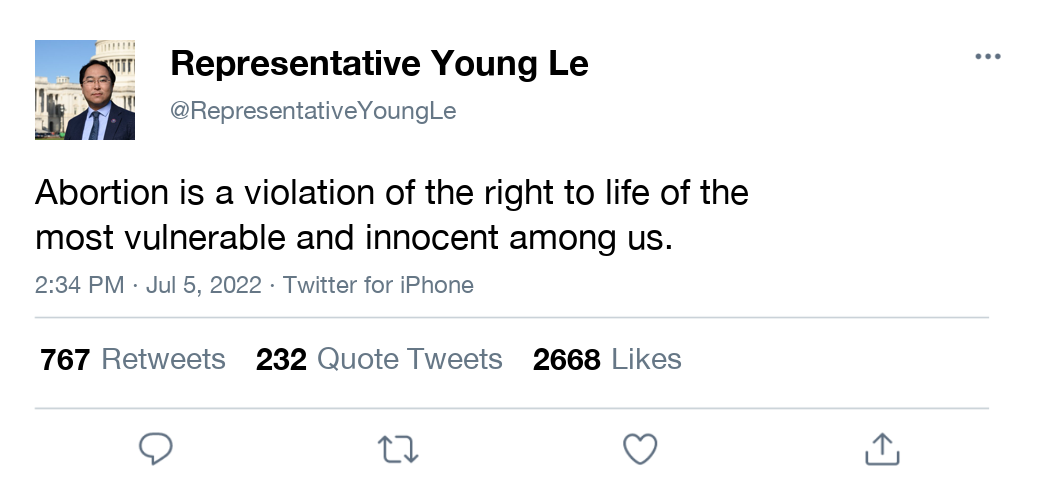 Representative Young Le
@RepresentativeYoungLe
Abortion is a violation of the right to life of the
most vulnerable and innocent among us.
2:34 PM · Jul 5, 2022 · Twitter for iPhone
767 Retweets 232 Quote Tweets 2668 Likes